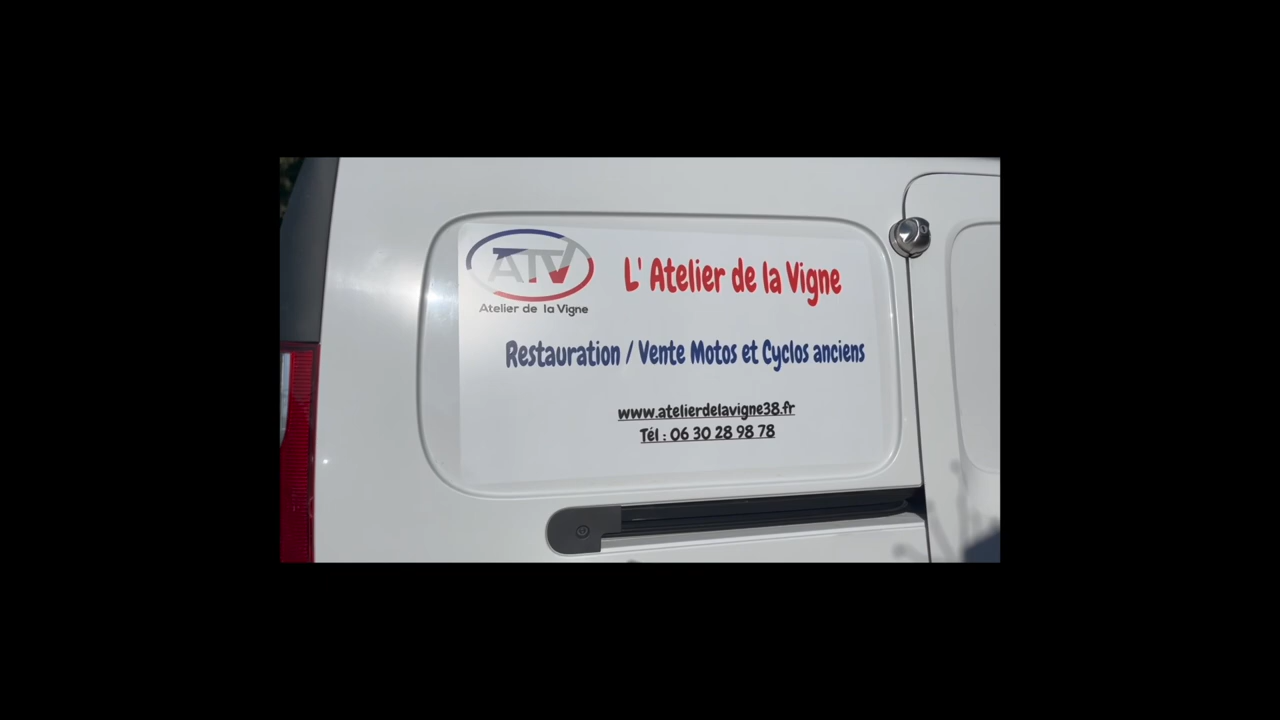 ATV
Atelier de la Vigne
L' Atelier de la Vigne
Restauration / Vente Motos et Cyclos anciens
www.atelierdelavigne38.fr
Tél : 06 30 28 98 78